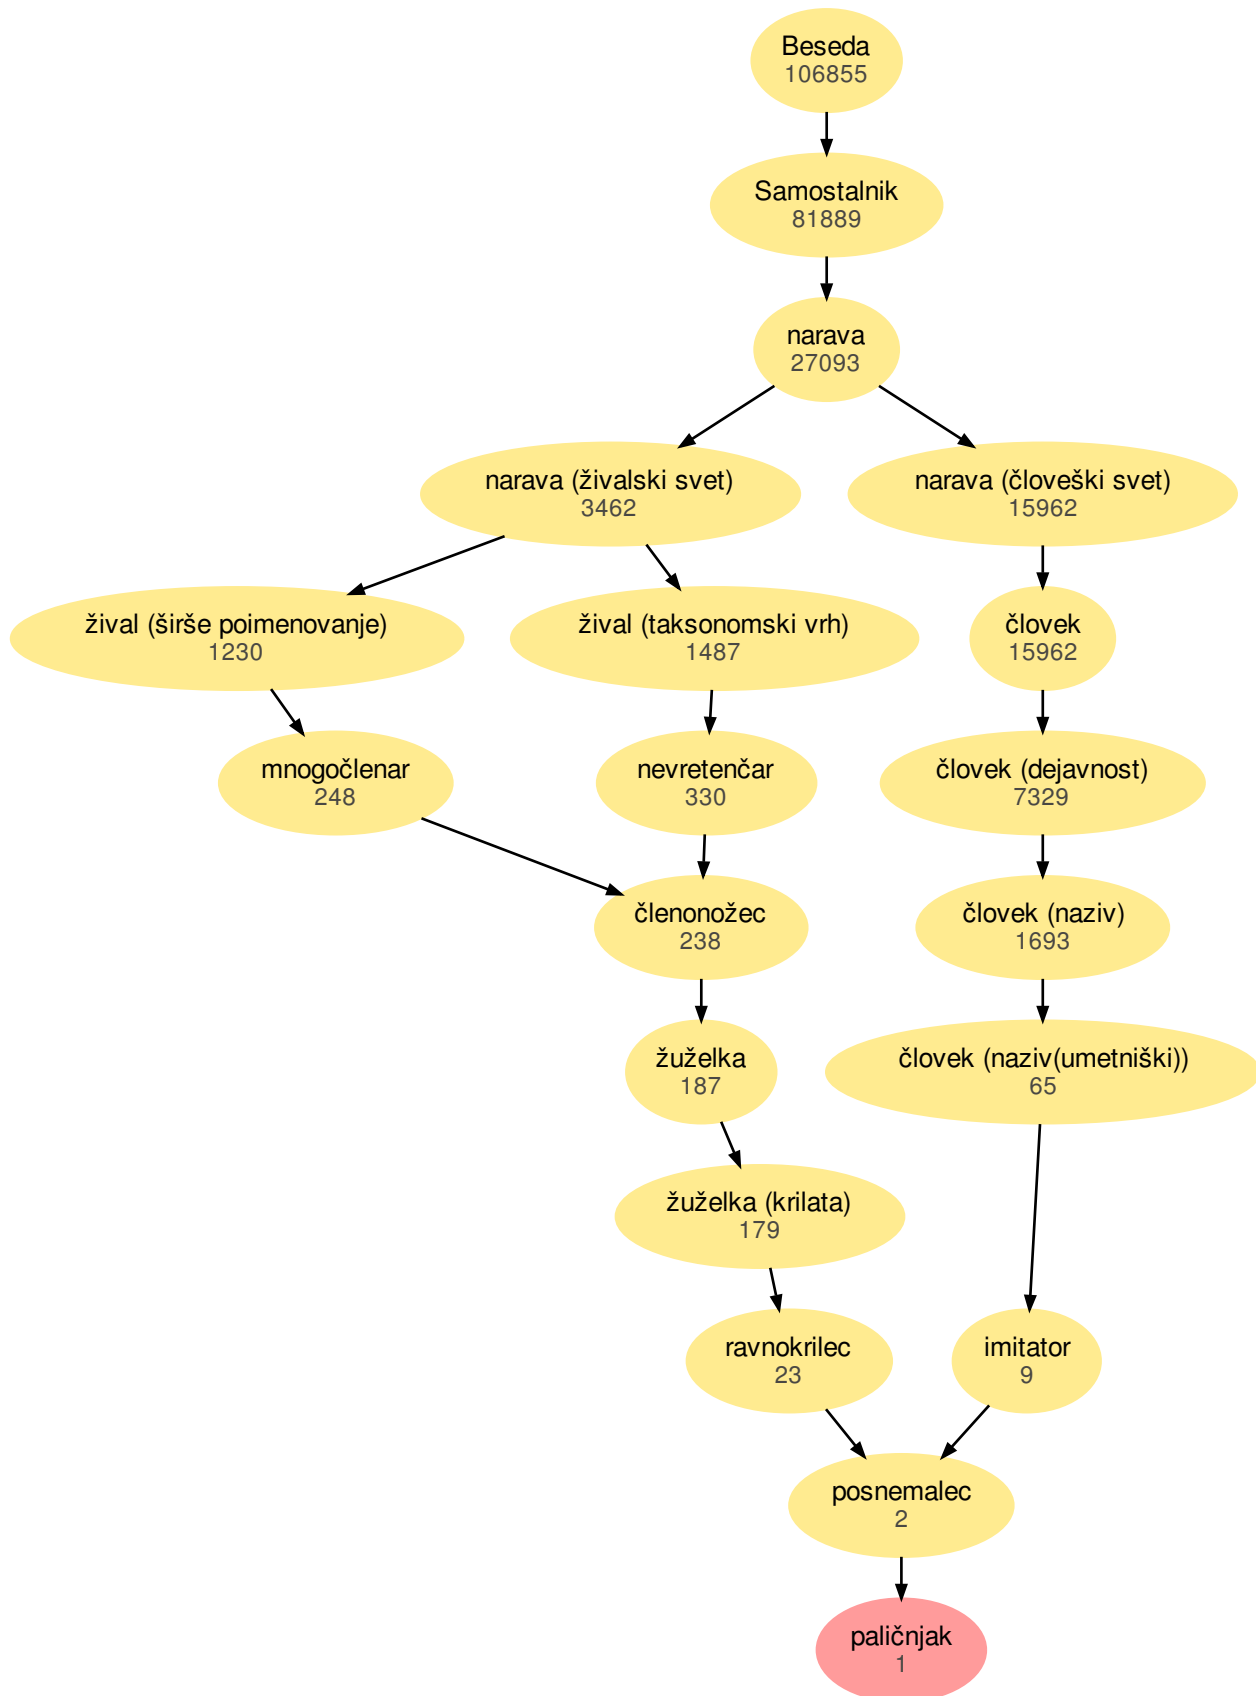 Beseda
106855
Samostalnik
81889
narava
27093
narava (živalski svet)
3462
narava (človeški svet)
15962
žival (širše poimenovanje)
1230
žival (taksonomski vrh)
1487
človek
15962
mnogočlenar
248
nevretenčar
330
človek (dejavnost)
7329
členonožec
238
človek (naziv)
1693
žuželka
187
človek (naziv(umetniški))
65
žuželka (krilata)
179
ravnokrilec
23
imitator
9
posnemalec
2
paličnjak
1